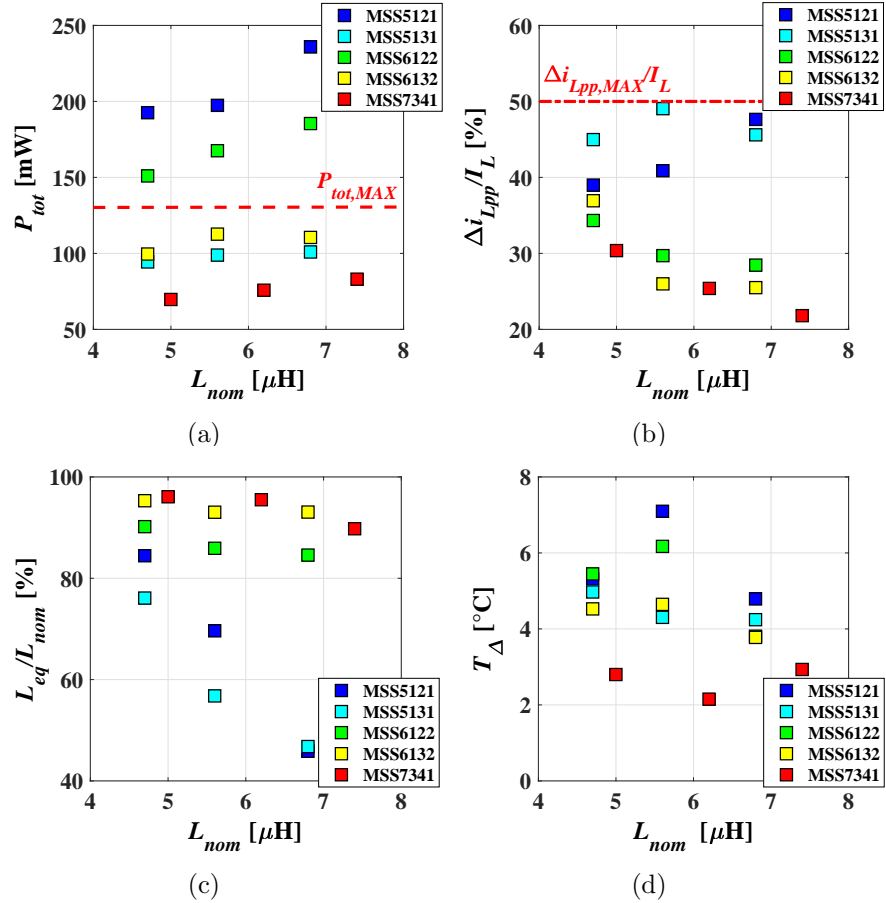 250
200
150
100
50
4
5
6
7
8
P_tot [mW]
L_nom [μH]
P_tot,MAX
MSS5121
MSS5131
MSS6122
MSS6132
MSS7341
(a)
60
50
40
30
20
4
5
6
7
8
Δi_Lpp/I_L [%]
L_nom [μH]
Δi_Lpp,MAX/I_L
MSS5121
MSS5131
MSS6122
MSS6132
MSS7341
(b)
100
80
60
40
4
5
6
7
8
L_eq/L_nom [%]
L_nom [μH]
MSS5121
MSS5131
MSS6122
MSS6132
MSS7341
(c)
8
6
4
2
0
4
5
6
7
8
T_Δ [°C]
L_nom [μH]
MSS5121
MSS5131
MSS6122
MSS6132
MSS7341
(d)